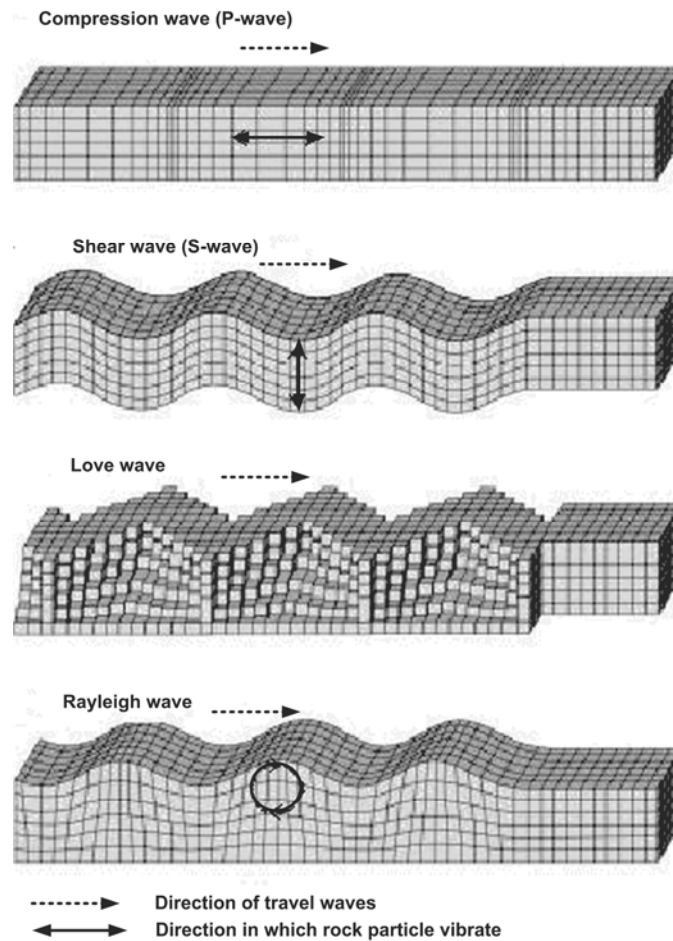 Compression wave (P-wave)
Shear wave (S-wave)
Love wave
Rayleigh wave
Direction of travel waves
Direction in which rock particle vibrate